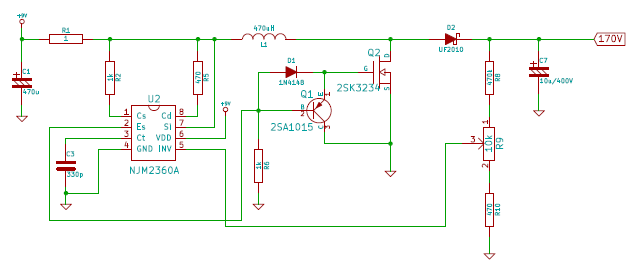 +9V
R1
1
C1
470u
1k
R2
470
R5
470uH
L1
D1
1N4148
Q2
G
D
S
2SK3234
D2
UF2010
170V
C7
10u/400V
470k
R8
U2
1 Cs Cd 8
2 Es Si 7
3 Ct VDD 6
4 GND INV 5
NJM2360A
+9V
C3
330p
Q1
B
2
E
1
C
3
2SA1015
1k
R6
1
3
2
10k
R9
470
R10